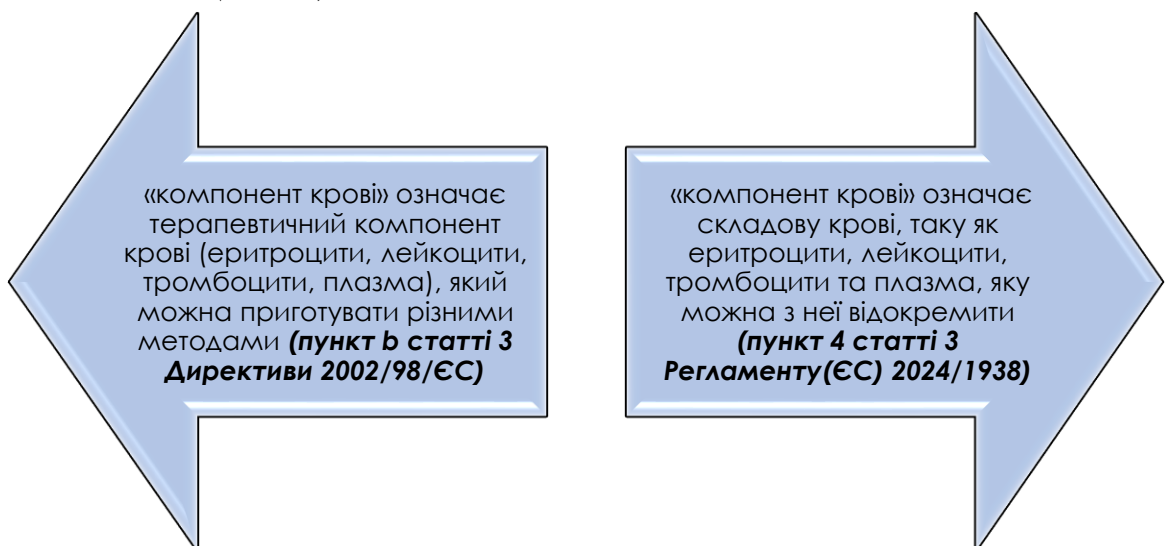 «компонент крові» означає
терапевтичний компонент
крові (еритроцити, лейкоцити,
тромбоцити, плазма), який
можна приготувати різними
методами (пункт b статті 3
Директиви 2002/98/ЄС)
«компонент крові» означає
складову крові, таку як
еритроцити, лейкоцити,
тромбоцити та плазма, яку
можна з неї відокремити
(пункт 4 статті 3
Регламенту(ЄС) 2024/1938)